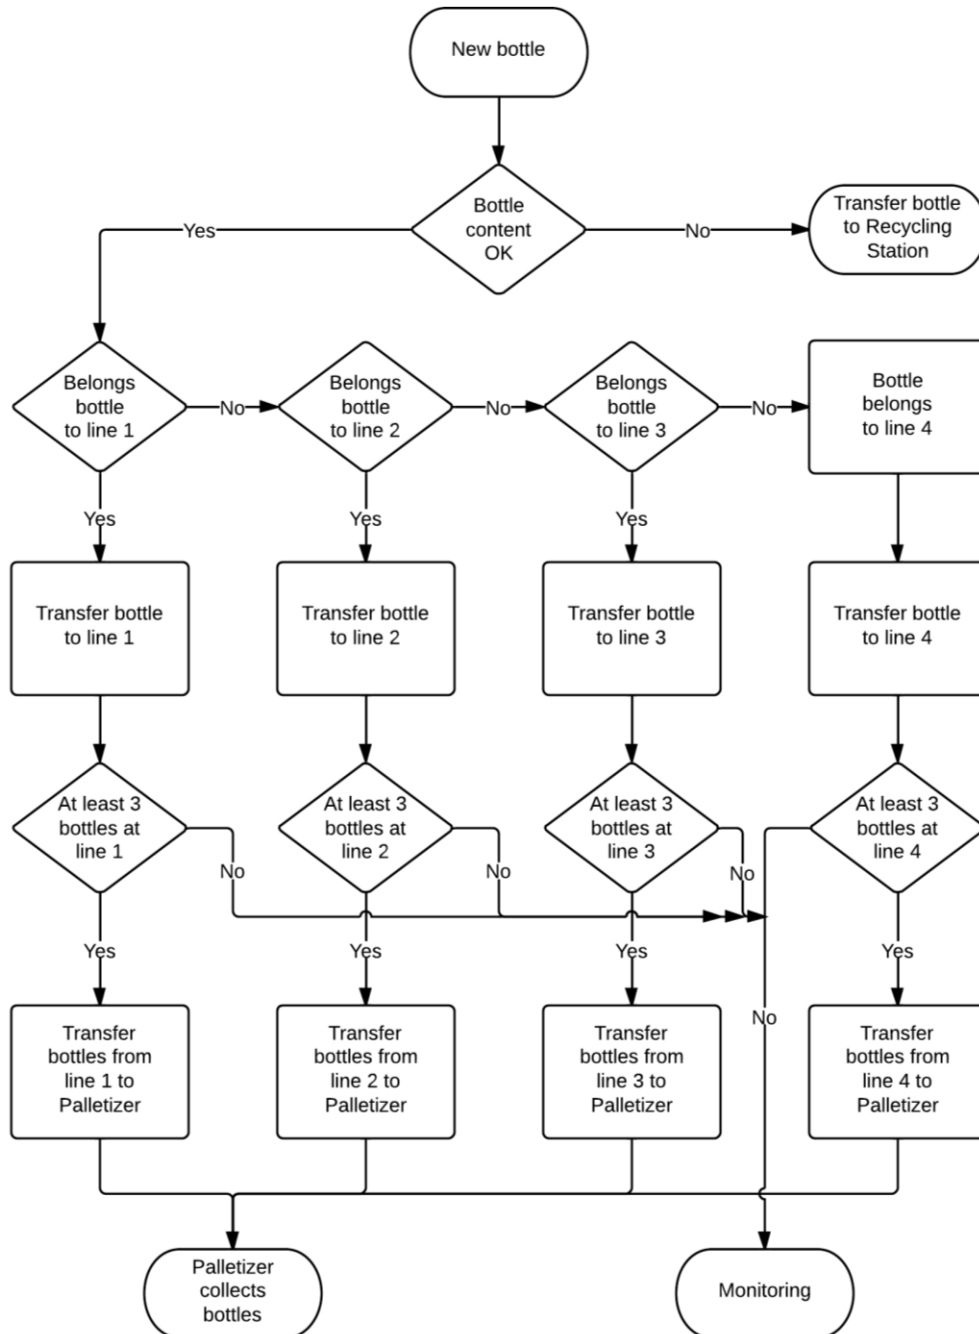 New bottle
Bottle
content
OK
Yes
No
Transfer bottle
to Recycling
Station
Belongs
bottle
to line 1
No
Belongs
bottle
to line 2
No
Belongs
bottle
to line 3
No
Bottle
belongs
to line 4
Yes
Yes
Yes
Transfer bottle
to line 1
Transfer bottle
to line 2
Transfer bottle
to line 3
Transfer bottle
to line 4
At least 3
bottles at
line 1
At least 3
bottles at
line 2
At least 3
bottles at
line 3
At least 3
bottles at
line 4
No
No
No
Yes
Yes
Yes
Yes
No
Transfer
bottles from
line 1 to
Palletizer
Transfer
bottles from
line 2 to
Palletizer
Transfer
bottles from
line 3 to
Palletizer
Transfer
bottles from
line 4 to
Palletizer
Palletizer
collects
bottles
Monitoring